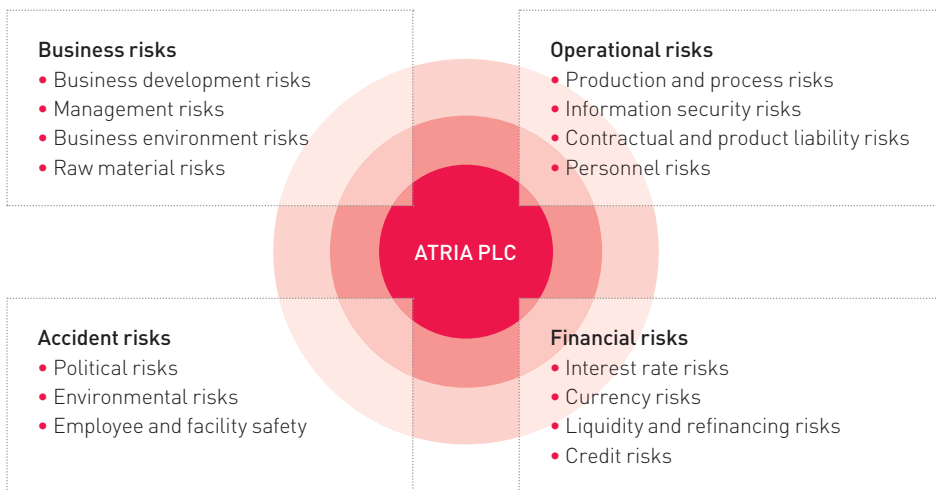 Business risks
• Business development risks
• Management risks
• Business environment risks
• Raw material risks
Operational risks
• Production and process risks
• Information security risks
• Contractual and product liability risks
• Personnel risks
ATRIA PLC
Accident risks
• Political risks
• Environmental risks
• Employee and facility safety
Financial risks
• Interest rate risks
• Currency risks
• Liquidity and refinancing risks
• Credit risks